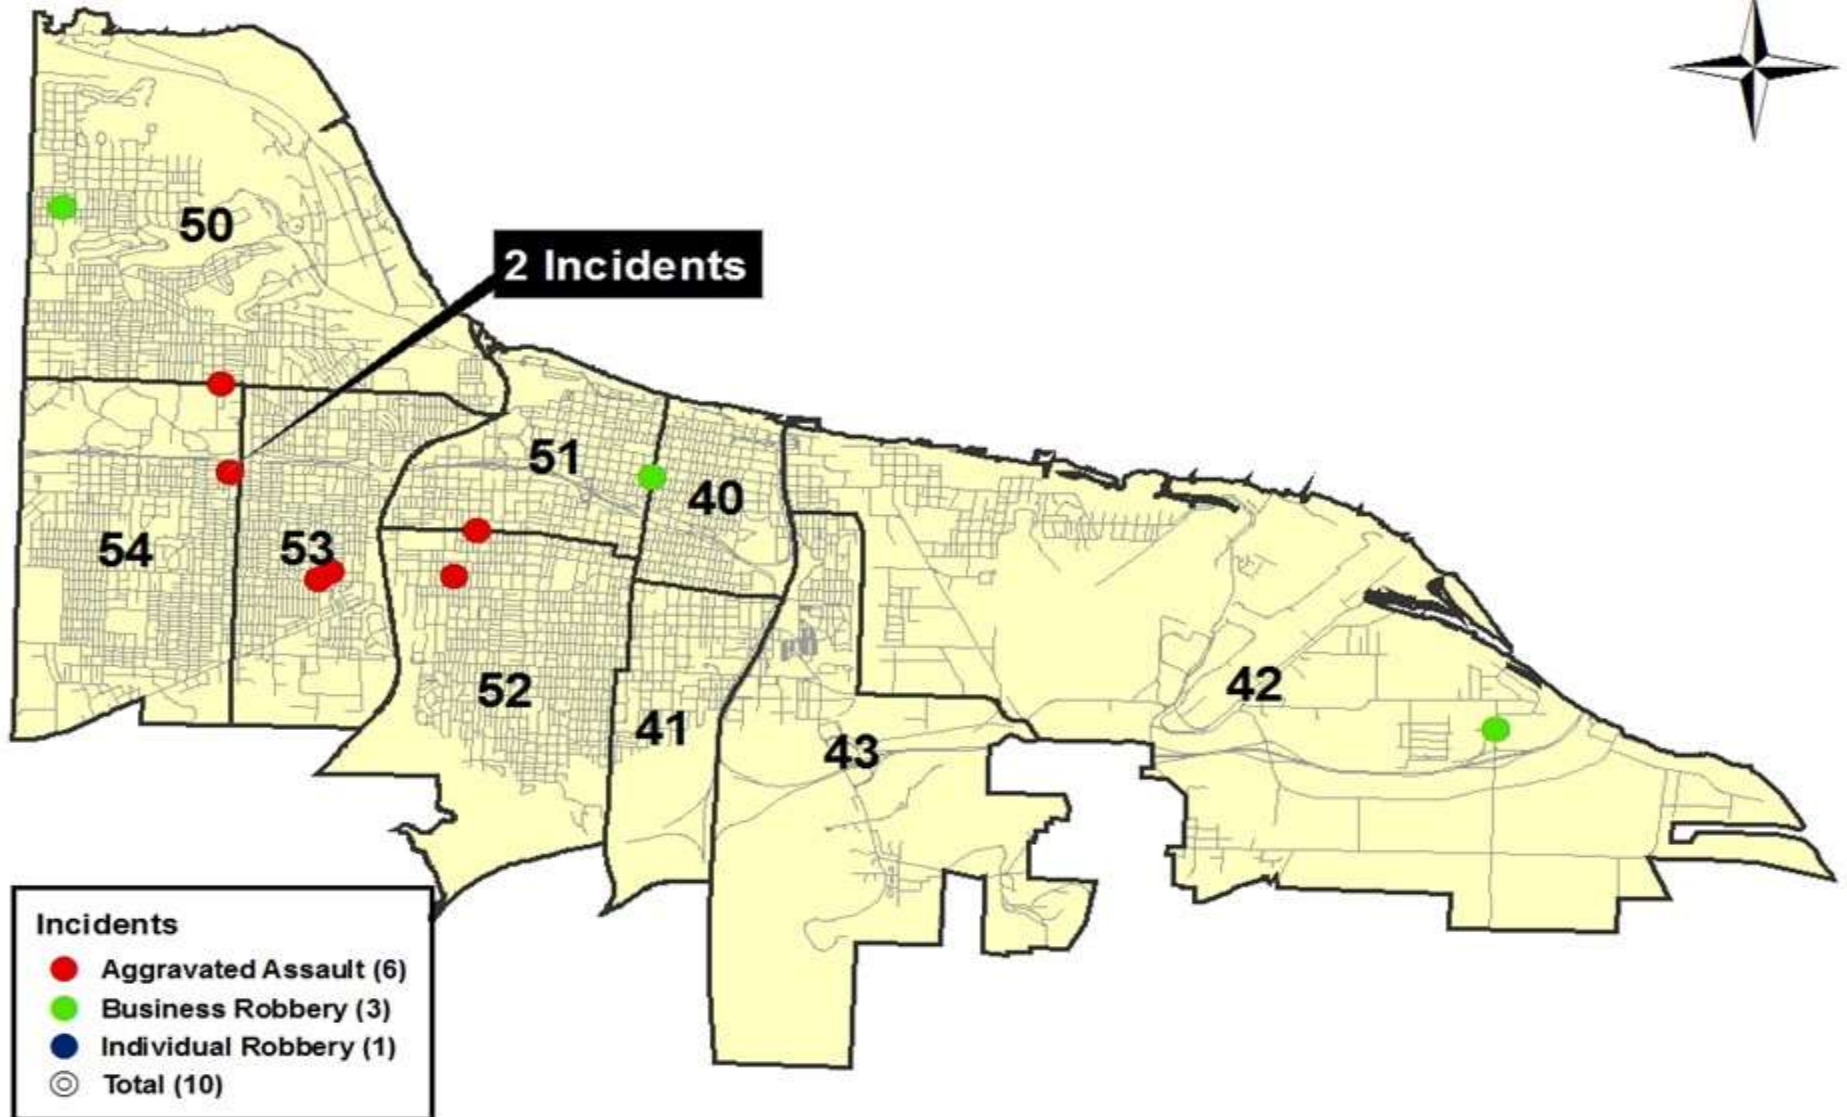 50
2 Incidents
51
40
54
53
52
41
43
42
Incidents
Aggravated Assault (6)
Business Robbery (3)
Individual Robbery (1)
Total (10)